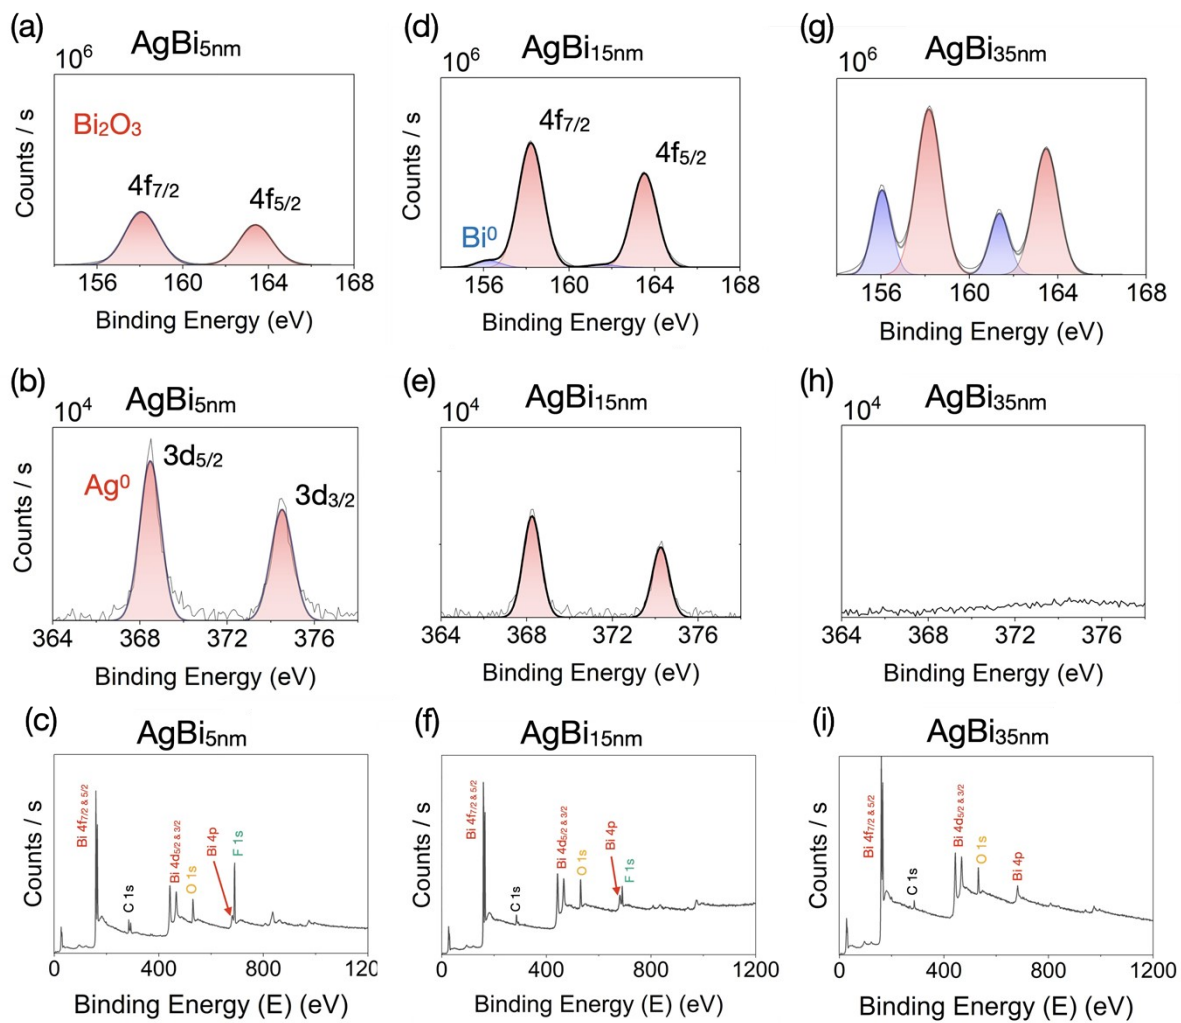 (a)
AgBi5nm
10⁶
Counts / s
Bi₂O₃
4f7/2
4f5/2
156 160 164 168
Binding Energy (eV)
(d)
AgBi15nm
10⁶
Counts / s
4f7/2
4f5/2
Bi⁰
156 160 164 168
Binding Energy (eV)
(g)
AgBi35nm
10⁶
Counts / s
156 160 164 168
Binding Energy (eV)
(b)
AgBi5nm
10⁴
Counts / s
Ag⁰
3d5/2
3d3/2
364 368 372 376
Binding Energy (eV)
(e)
AgBi15nm
10⁴
364 368 372 376
Binding Energy (eV)
(h)
AgBi35nm
10⁴
364 368 372 376
Binding Energy (eV)
(c)
AgBi5nm
Counts / s
Bi 4f7/2 & 5/2
C 1s
Bi 4d5/2 & 3/2
O 1s
Bi 4p
F 1s
0 400 800 120
Binding Energy (E) (eV)
(f)
AgBi15nm
Counts / s
Bi 4f7/2 & 5/2
C 1s
Bi 4d5/2 & 3/2
O 1s
Bi 4p
F 1s
0 400 800 1200
Binding Energy (E) (eV)
(i)
AgBi35nm
Counts / s
Bi 4f7/2 & 5/2
C 1s
Bi 4d5/2 & 3/2
O 1s
Bi 4p
0 400 800 1200
Binding Energy (E) (eV)